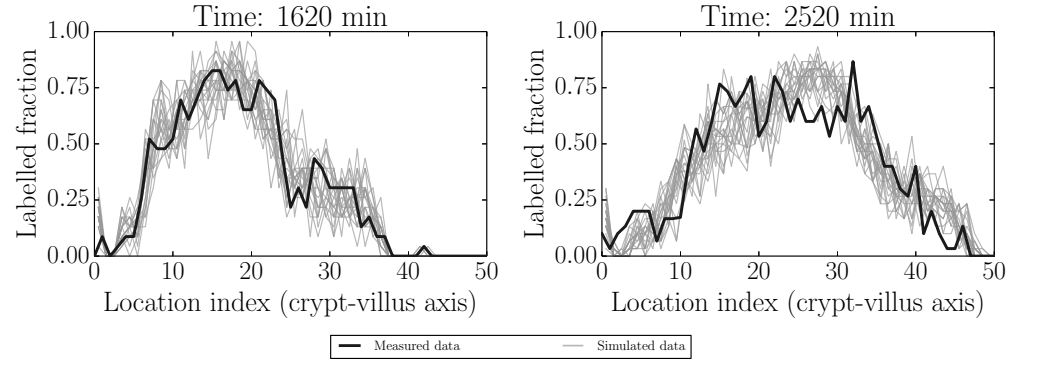 Time: 1620 min
1.00
0.75
0.50
0.25
0.00
Labelled fraction
0 10 20 30 40 50
Location index (crypt-villus axis)
Time: 2520 min
1.00
0.75
0.50
0.25
0.00
Labelled fraction
0 10 20 30 40 50
Location index (crypt-villus axis)
Measured data
Simulated data